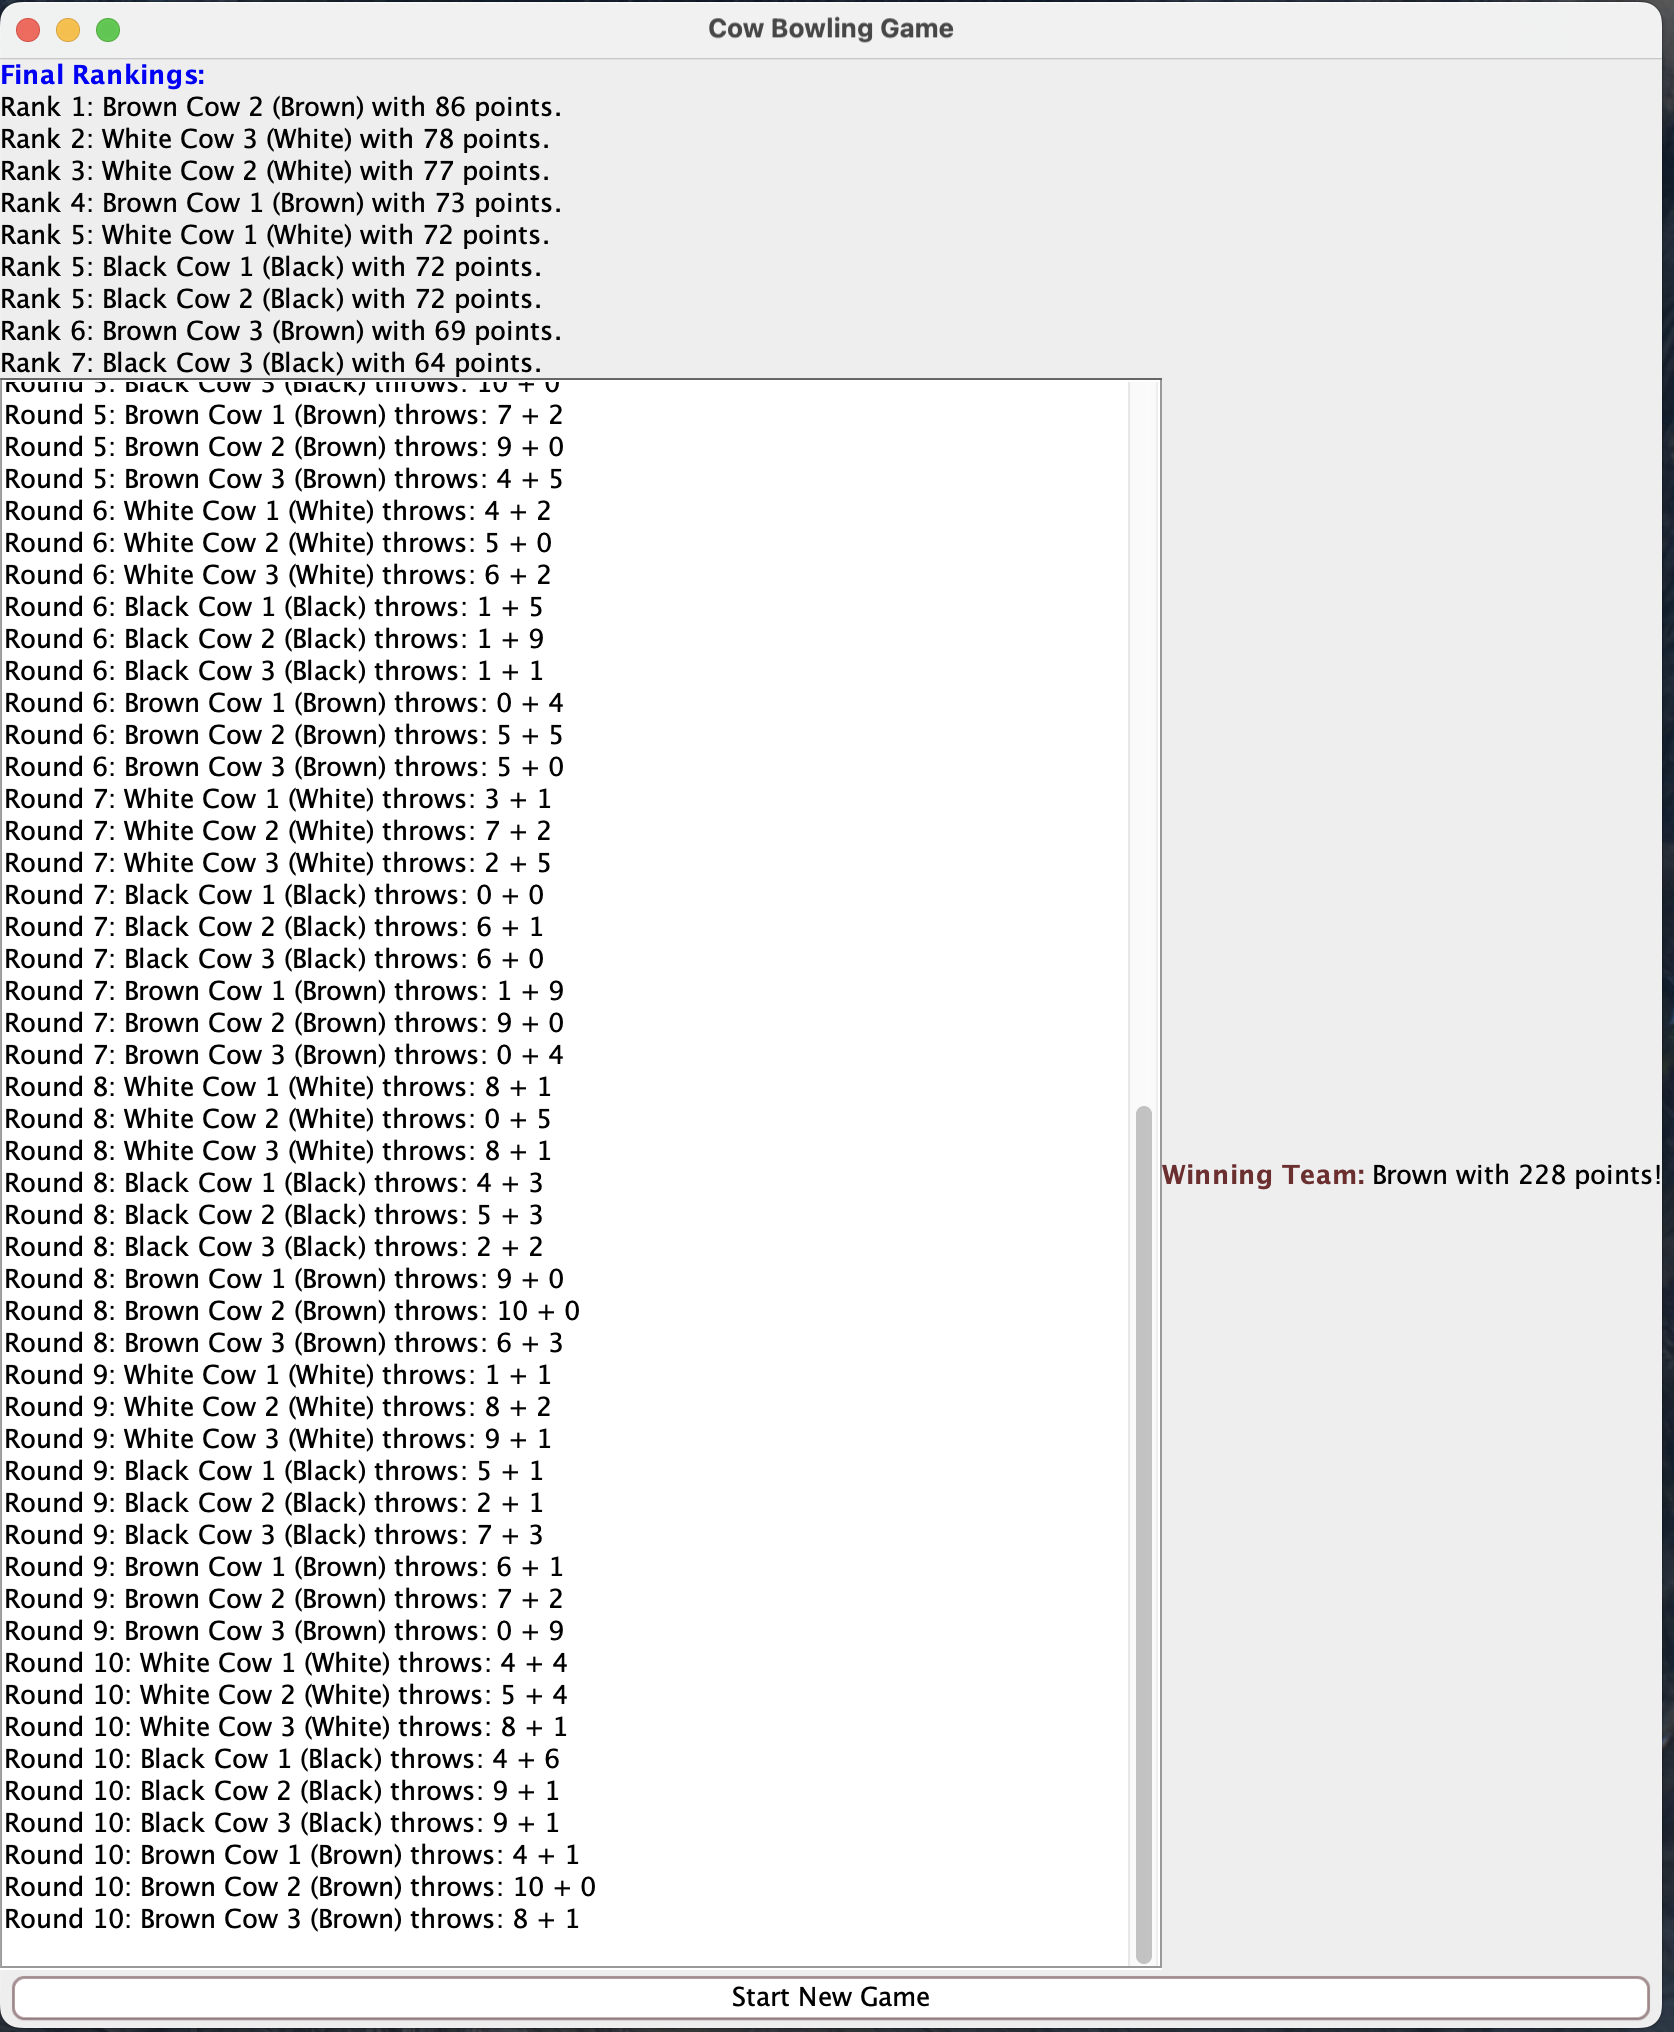 Cow Bowling Game
Final Rankings:
Rank 1: Brown Cow 2 (Brown) with 86 points.
Rank 2: White Cow 3 (White) with 78 points.
Rank 3: White Cow 2 (White) with 77 points.
Rank 4: Brown Cow 1 (Brown) with 73 points.
Rank 5: White Cow 1 (White) with 72 points.
Rank 5: Black Cow 1 (Black) with 72 points.
Rank 5: Black Cow 2 (Black) with 72 points.
Rank 6: Brown Cow 3 (Brown) with 69 points.
Rank 7: Black Cow 3 (Black) with 64 points.
Round 5: Black Cow 3 (Black) throws: 10 + 0
Round 5: Brown Cow 1 (Brown) throws: 7 + 2
Round 5: Brown Cow 2 (Brown) throws: 9 + 0
Round 5: Brown Cow 3 (Brown) throws: 4 + 5
Round 6: White Cow 1 (White) throws: 4 + 2
Round 6: White Cow 2 (White) throws: 5 + 0
Round 6: White Cow 3 (White) throws: 6 + 2
Round 6: Black Cow 1 (Black) throws: 1 + 5
Round 6: Black Cow 2 (Black) throws: 1 + 9
Round 6: Black Cow 3 (Black) throws: 1 + 1
Round 6: Brown Cow 1 (Brown) throws: 0 + 4
Round 6: Brown Cow 2 (Brown) throws: 5 + 5
Round 6: Brown Cow 3 (Brown) throws: 5 + 0
Round 7: White Cow 1 (White) throws: 3 + 1
Round 7: White Cow 2 (White) throws: 7 + 2
Round 7: White Cow 3 (White) throws: 2 + 5
Round 7: Black Cow 1 (Black) throws: 0 + 0
Round 7: Black Cow 2 (Black) throws: 6 + 1
Round 7: Black Cow 3 (Black) throws: 6 + 0
Round 7: Brown Cow 1 (Brown) throws: 1 + 9
Round 7: Brown Cow 2 (Brown) throws: 9 + 0
Round 7: Brown Cow 3 (Brown) throws: 0 + 4
Round 8: White Cow 1 (White) throws: 8 + 1
Round 8: White Cow 2 (White) throws: 0 + 5
Round 8: White Cow 3 (White) throws: 8 + 1
Round 8: Black Cow 1 (Black) throws: 4 + 3
Round 8: Black Cow 2 (Black) throws: 5 + 3
Round 8: Black Cow 3 (Black) throws: 2 + 2
Round 8: Brown Cow 1 (Brown) throws: 9 + 0
Round 8: Brown Cow 2 (Brown) throws: 10 + 0
Round 8: Brown Cow 3 (Brown) throws: 6 + 3
Round 9: White Cow 1 (White) throws: 1 + 1
Round 9: White Cow 2 (White) throws: 8 + 2
Round 9: White Cow 3 (White) throws: 9 + 1
Round 9: Black Cow 1 (Black) throws: 5 + 1
Round 9: Black Cow 2 (Black) throws: 2 + 1
Round 9: Black Cow 3 (Black) throws: 7 + 3
Round 9: Brown Cow 1 (Brown) throws: 6 + 1
Round 9: Brown Cow 2 (Brown) throws: 7 + 2
Round 9: Brown Cow 3 (Brown) throws: 0 + 9
Round 10: White Cow 1 (White) throws: 4 + 4
Round 10: White Cow 2 (White) throws: 5 + 4
Round 10: White Cow 3 (White) throws: 8 + 1
Round 10: Black Cow 1 (Black) throws: 4 + 6
Round 10: Black Cow 2 (Black) throws: 9 + 1
Round 10: Black Cow 3 (Black) throws: 9 + 1
Round 10: Brown Cow 1 (Brown) throws: 4 + 1
Round 10: Brown Cow 2 (Brown) throws: 10 + 0
Round 10: Brown Cow 3 (Brown) throws: 8 + 1
Winning Team: Brown with 228 points!
Start New Game